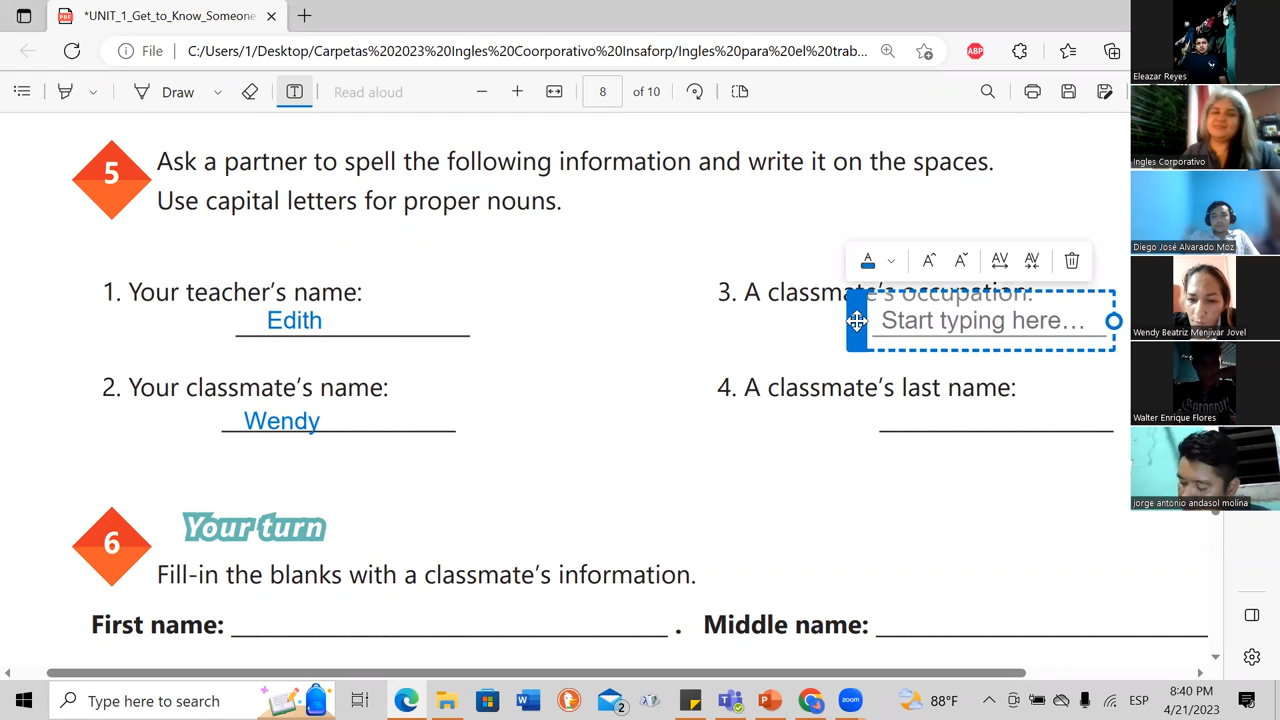 *UNIT_1_Get_to_Know_Someone.
File
C:/Users/1/Desktop/Carpetas%202023%20Ingles%20Coorporativo%20Insaforp/Ingles%20para%20el%20trab...
ABP
Draw
Read aloud
8
of 10
5
Ask a partner to spell the following information and write it on the spaces.
Use capital letters for proper nouns.
1. Your teacher's name:
Edith
2. Your classmate's name:
Wendy
3. A classmate's occupation:
Start typing here...
4. A classmate's last name:
6
Your turn
Fill-in the blanks with a classmate's information.
First name:
. Middle name:
Eleazar Reyes
Ingles Corporativo
Diego José Alvarado Moz
Wendy Beatriz Menjivar Jovel
Walter Enrique Flores
jorge antonio andasol molina
Type here to search
2
zoom
88°F
ESP
8:40 PM
4/21/2023